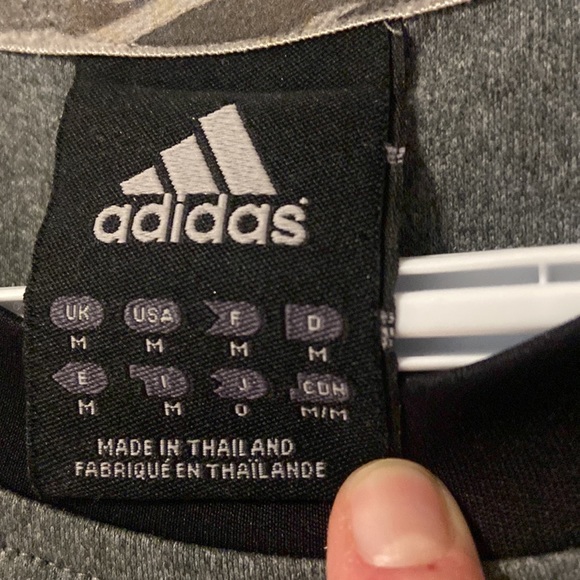 adidas
UK USA F D
M M M M
E I J CDN
M M O M/M
MADE IN THAILAND
FABRIQUÉ EN THAÏLANDE